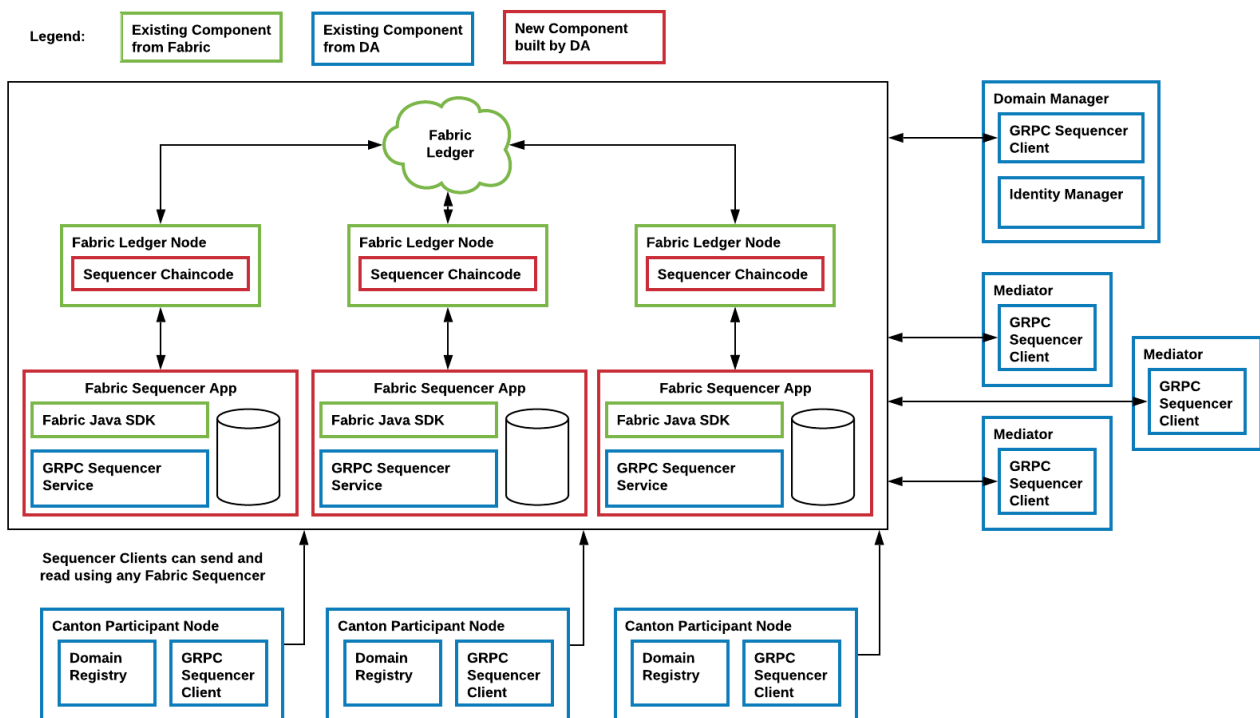 Legend:
Existing Component
from Fabric
Existing Component
from DA
New Component
built by DA
Fabric
Ledger
Fabric Ledger Node
Sequencer Chaincode
Fabric Ledger Node
Sequencer Chaincode
Fabric Ledger Node
Sequencer Chaincode
Fabric Sequencer App
Fabric Java SDK
GRPC Sequencer
Service
Fabric Sequencer App
Fabric Java SDK
GRPC Sequencer
Service
Fabric Sequencer App
Fabric Java SDK
GRPC Sequencer
Service
Domain Manager
GRPC Sequencer
Client
Identity Manager
Mediator
GRPC
Sequencer
Client
Mediator
GRPC
Sequencer
Client
Mediator
GRPC
Sequencer
Client
Sequencer Clients can send and
read using any Fabric Sequencer
Canton Participant Node
Domain
Registry
GRPC
Sequencer
Client
Canton Participant Node
Domain
Registry
GRPC
Sequencer
Client
Canton Participant Node
Domain
Registry
GRPC
Sequencer
Client